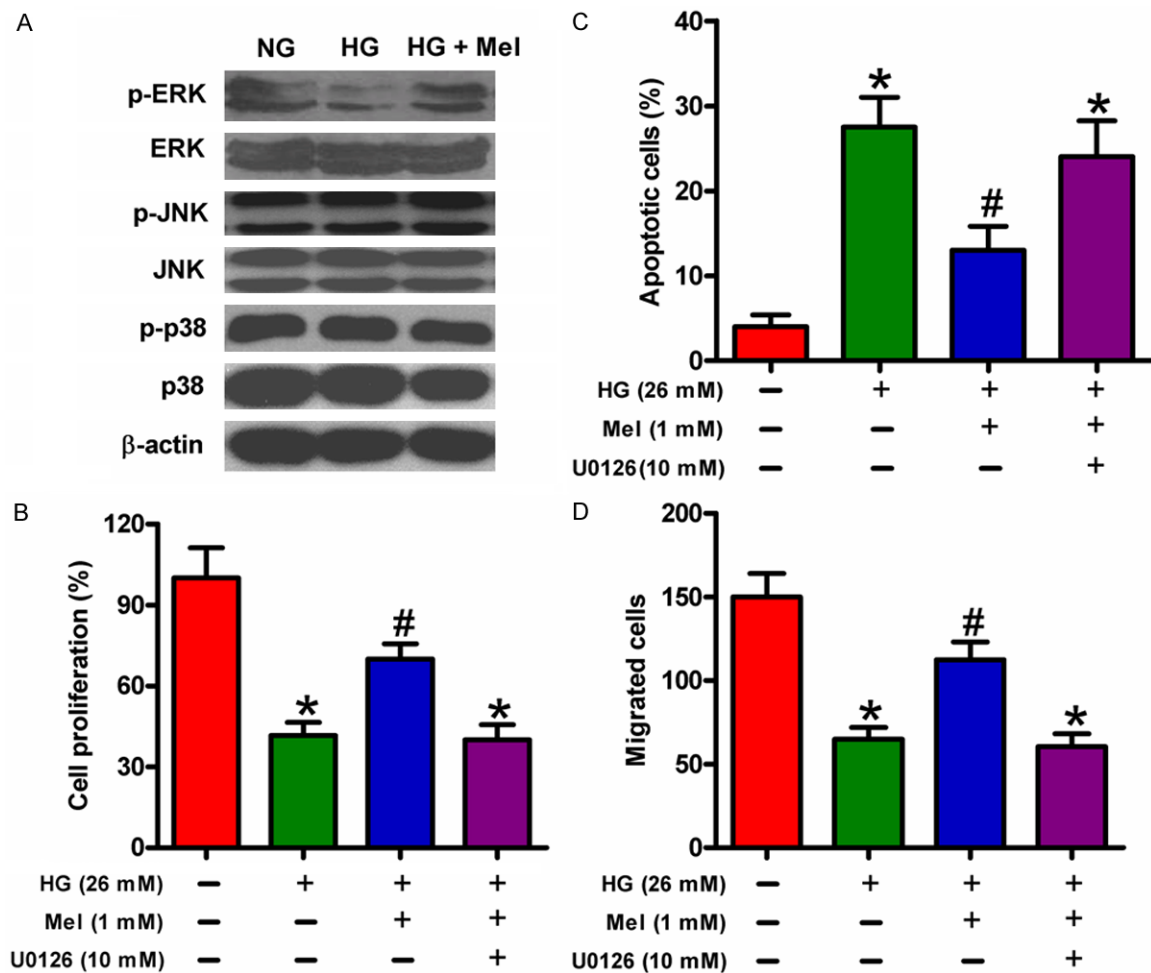 A
NG HG HG + Mel
p-ERK
ERK
p-JNK
JNK
p-p38
p38
β-actin
C
Apoptotic cells (%)
40
30
20
10
0
* # *
HG (26 mM) – + + +
Mel (1 mM) – – + +
U0126 (10 mM) – – – +
B
Cell proliferation (%)
120
90
60
30
0
* # *
HG (26 mM) – + + +
Mel (1 mM) – – + +
U0126 (10 mM) – – – +
D
Migrated cells
200
150
100
50
0
* # *
HG (26 mM) – + + +
Mel (1 mM) – – + +
U0126 (10 mM) – – – +